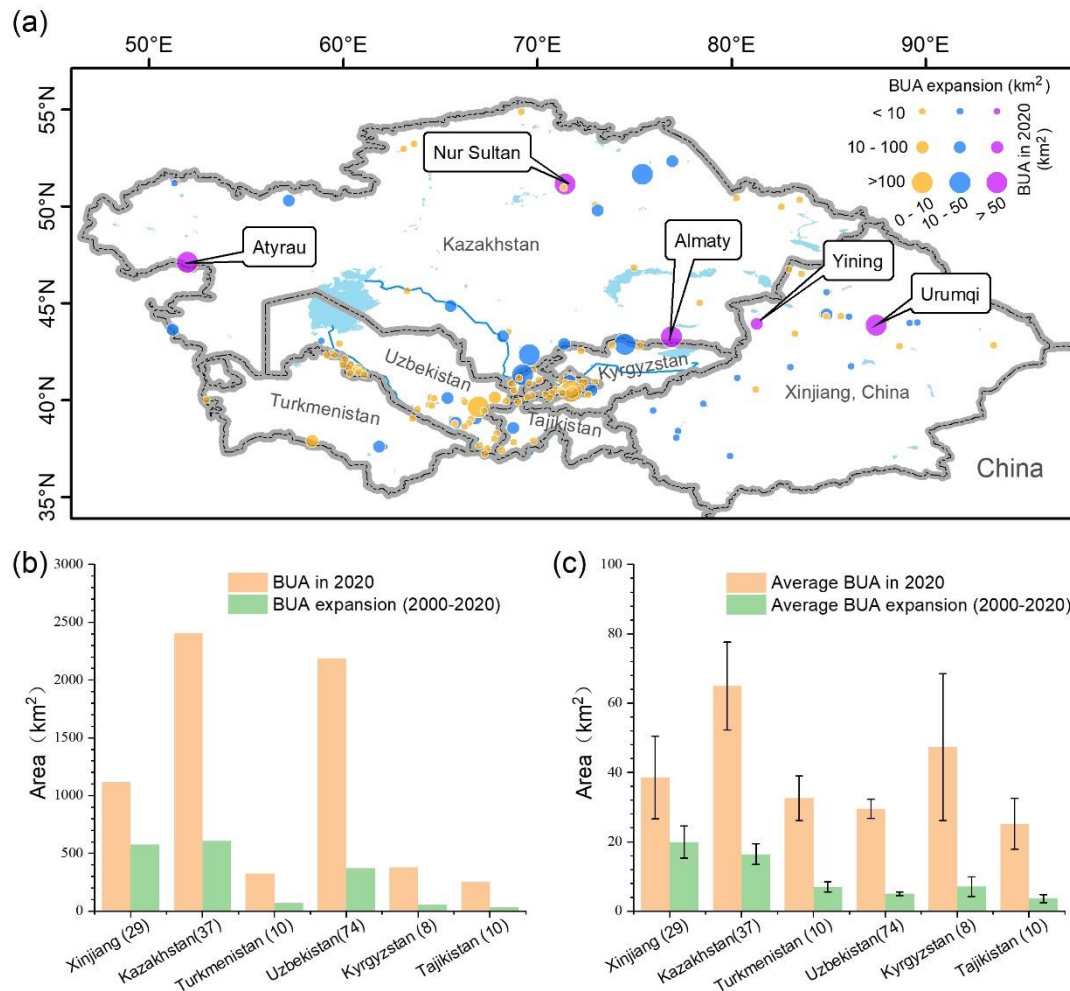 (a)
50°E 60°E 70°E 80°E 90°E
55°N
50°N
45°N
40°N
35°N
BUA expansion (km²)
< 10
10 - 100
>100
0 - 10
10 - 50
> 50
BUA in 2020
(km²)
Nur Sultan
Atyrau
Kazakhstan
Almaty
Yining
Urumqi
Uzbekistan
Kyrgyzstan
Turkmenistan
Tajikistan
Xinjiang, China
China
(b)
3000
2500
2000
1500
1000
500
0
Area（km²）
BUA in 2020
BUA expansion (2000-2020)
Xinjiang (29)
Kazakhstan(37)
Turkmenistan (10)
Uzbekistan(74)
Kyrgyzstan (8)
Tajikistan (10)
(c)
100
80
60
40
20
0
Area（km²）
Average BUA in 2020
Average BUA expansion (2000-2020)
Xinjiang (29)
Kazakhstan(37)
Turkmenistan (10)
Uzbekistan(74)
Kyrgyzstan (8)
Tajikistan (10)